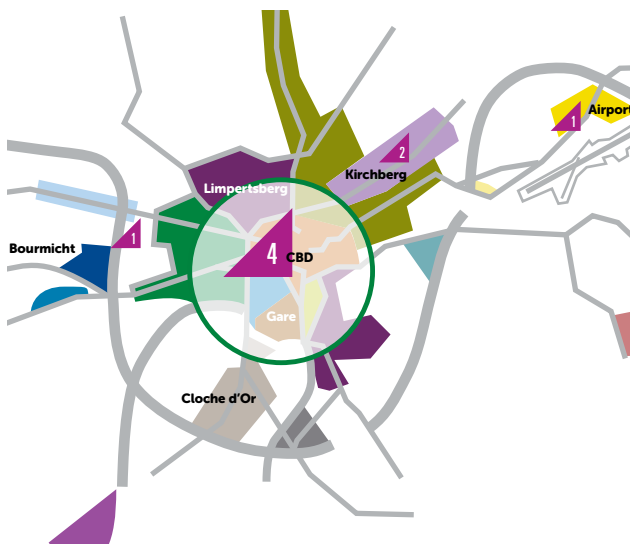 Airport
1
2
Kirchberg
Limpertsberg
1
Bourmicht
4
CBD
Gare
Cloche d'Or